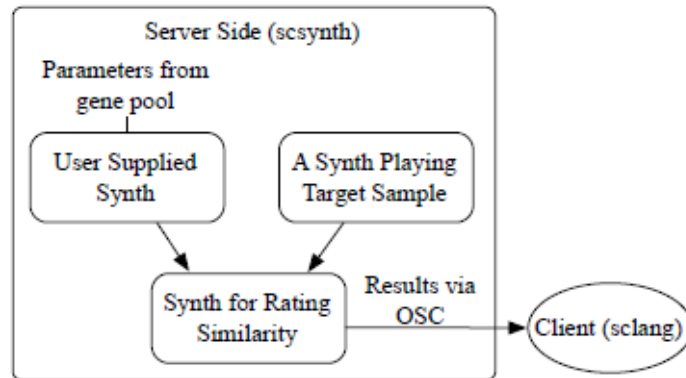 Server Side (scsynth)
Parameters from
gene pool
User Supplied
Synth
A Synth Playing
Target Sample
Synth for Rating
Similarity
Results via
OSC
Client (sclang)